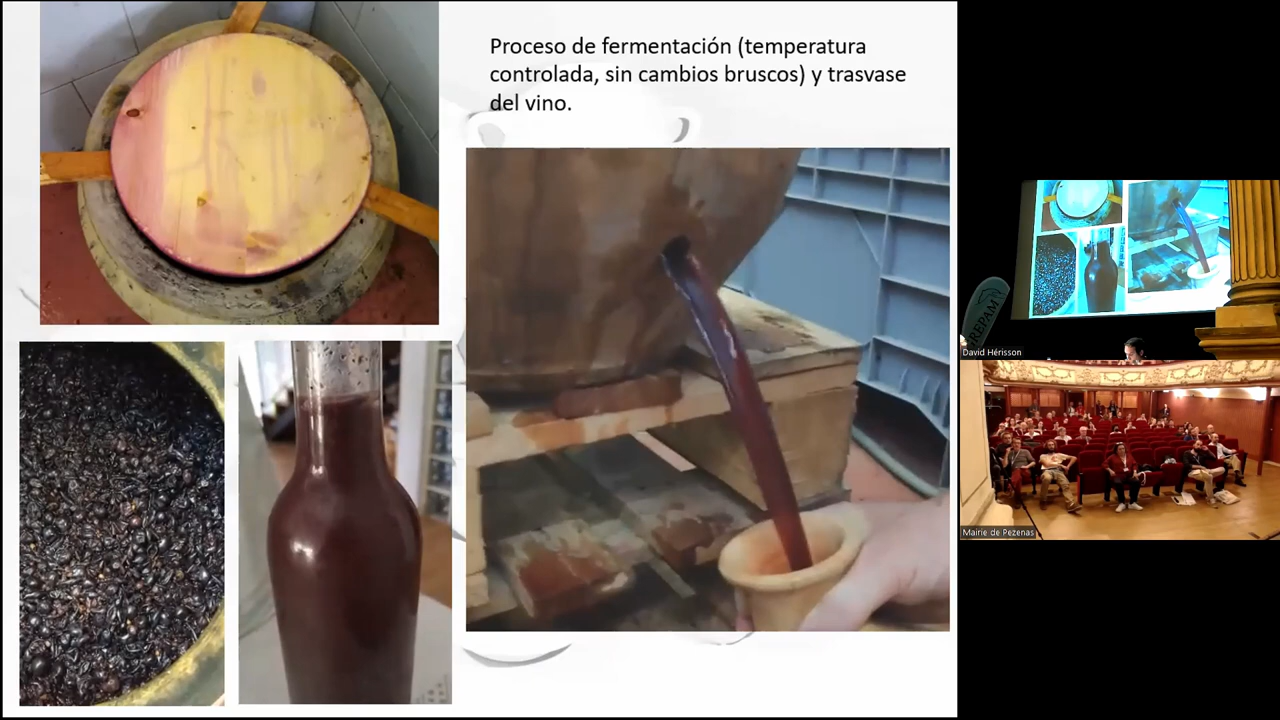 Proceso de fermentación (temperatura
controlada, sin cambios bruscos) y trasvase
del vino.
David Hérisson
Mairie de Pezenas